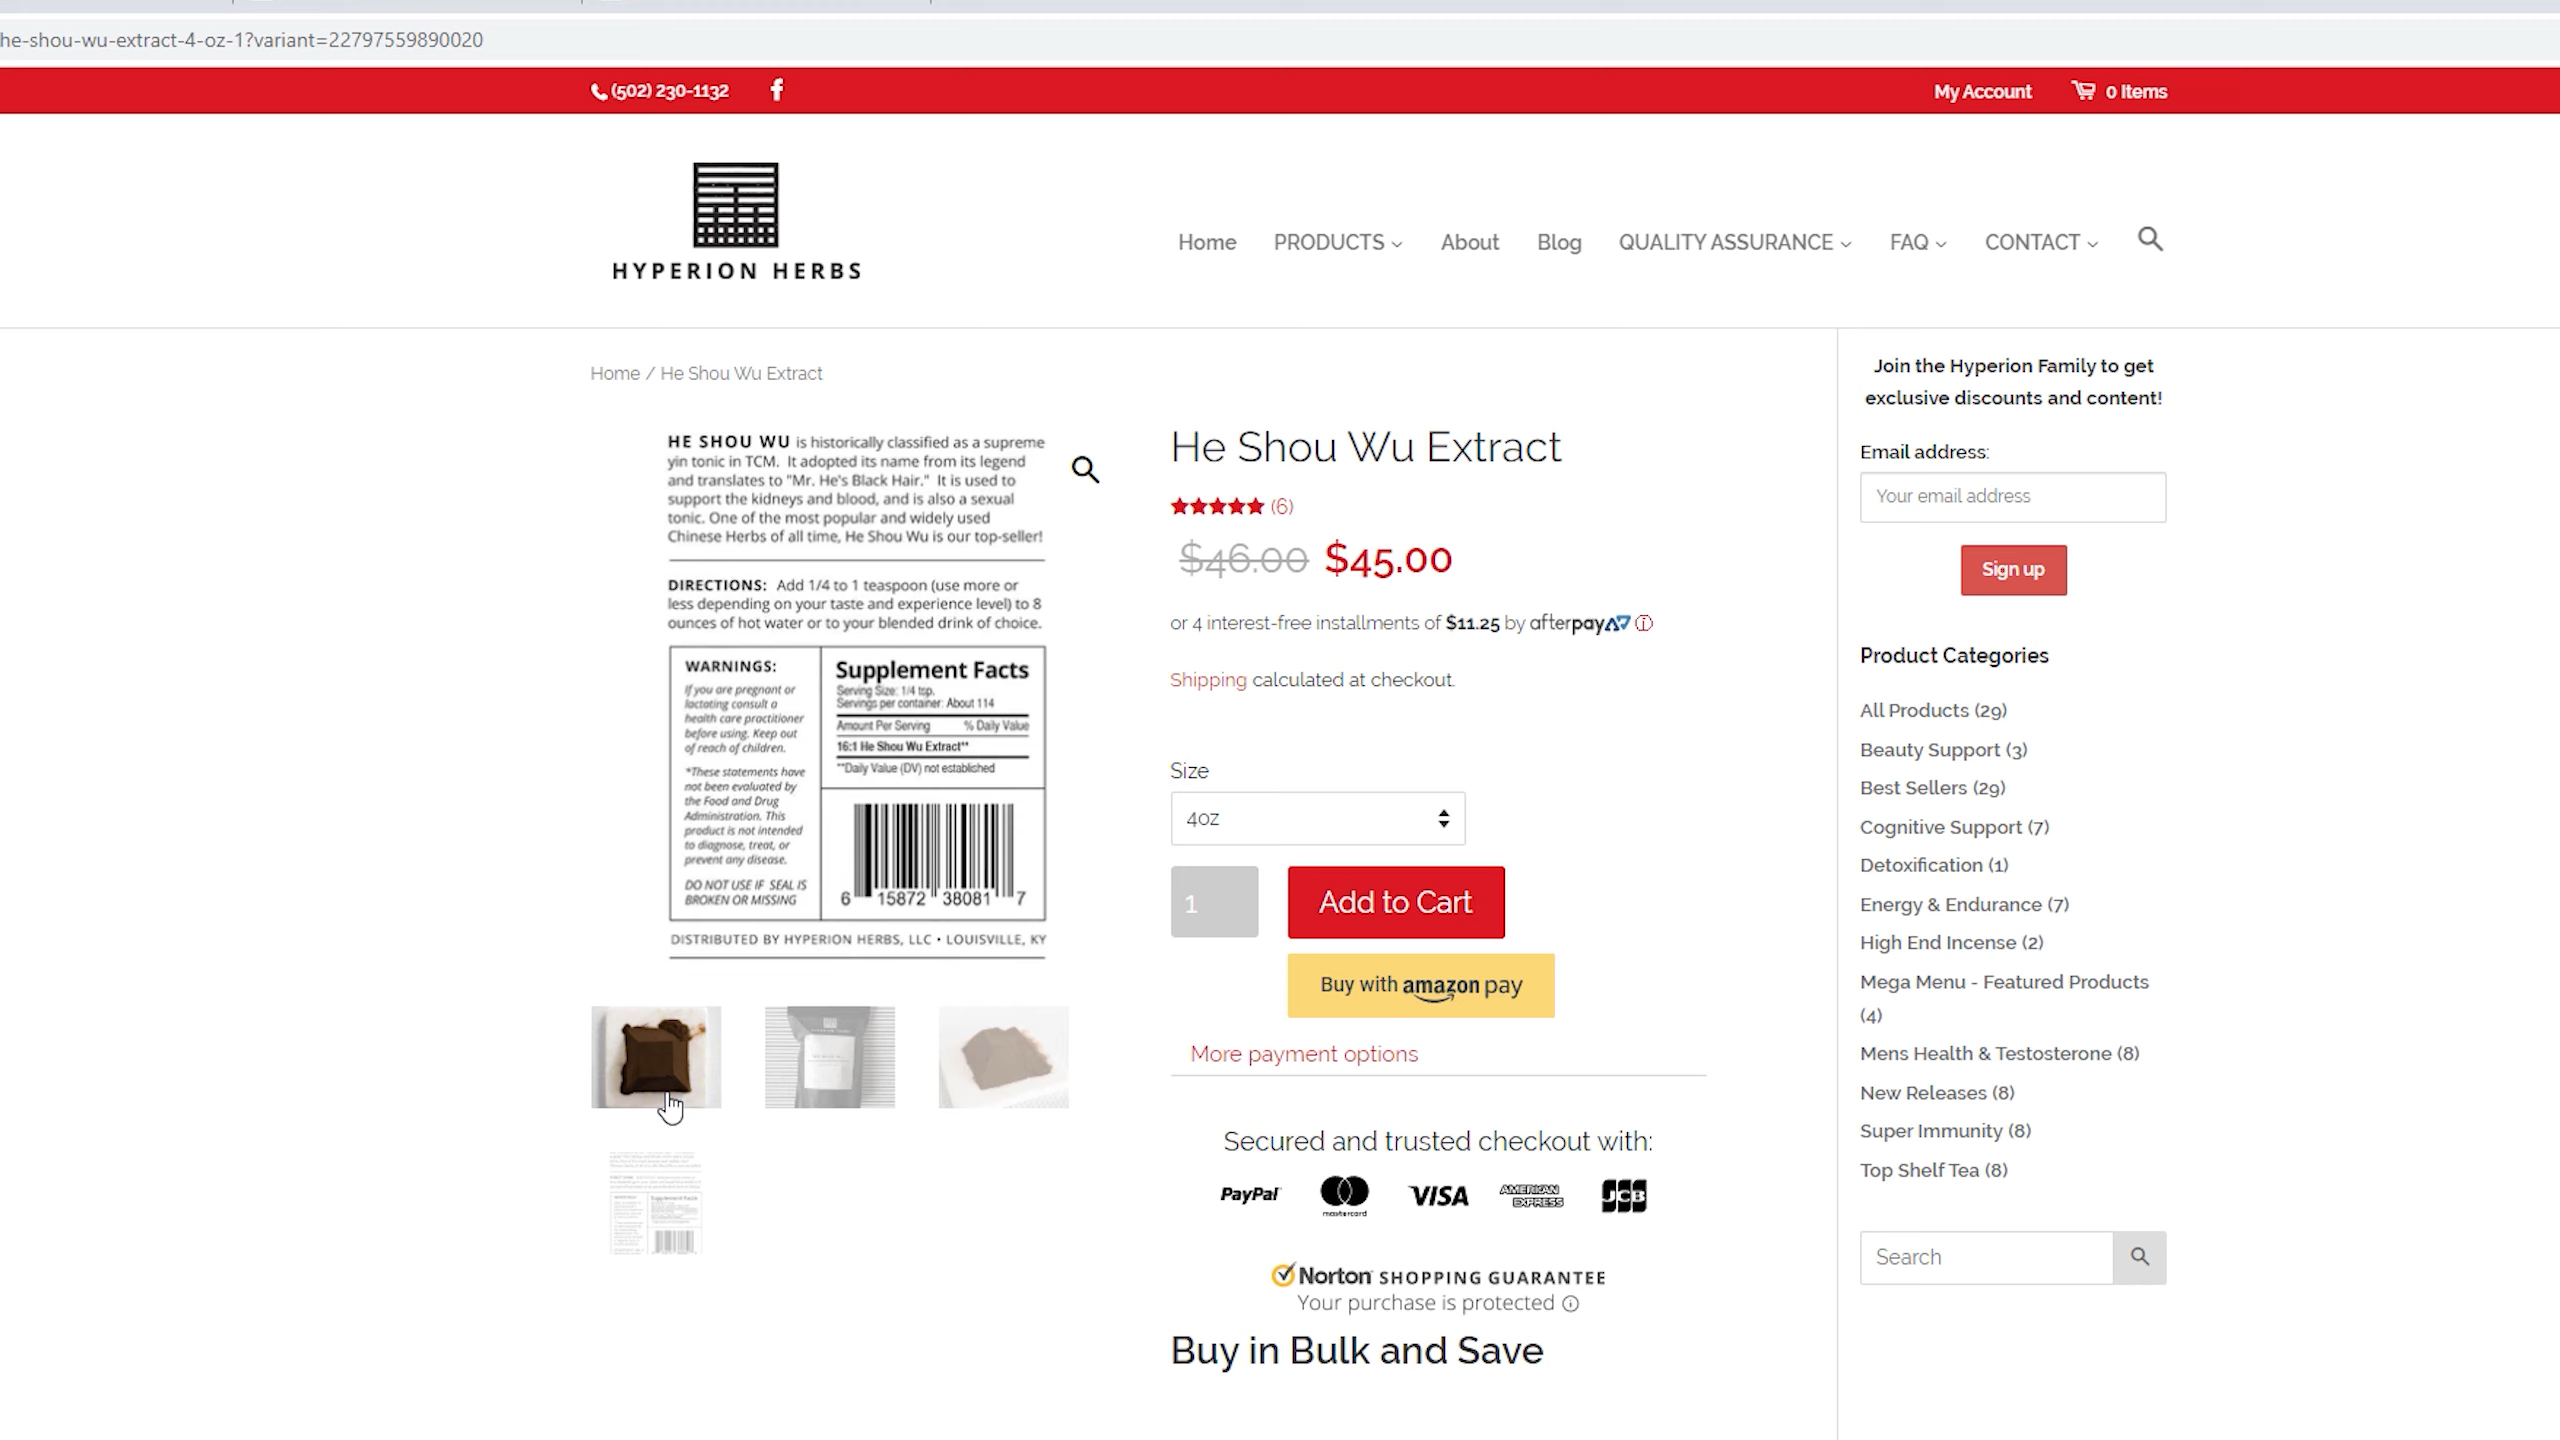 he-shou-wu-extract-4-oz-1?variant=22797559890020
(502) 230-1132
My Account
0 Items
HYPERION HERBS
Home
PRODUCTS
About
Blog
QUALITY ASSURANCE
FAQ
CONTACT
Home / He Shou Wu Extract
HE SHOU WU is historically classified as a supreme
yin tonic in TCM. It adopted its name from its legend
and translates to "Mr. He's Black Hair." It is used to
support the kidneys and blood, and is also a sexual
tonic. One of the most popular and widely used
Chinese Herbs of all time, He Shou Wu is our top-seller!
DIRECTIONS: Add 1/4 to 1 teaspoon (use more or
less depending on your taste and experience level) to 8
ounces of hot water or to your blended drink of choice.
WARNINGS:
If you are pregnant or
lactating consult a
health care practitioner
before using. Keep out
of reach of children.
*These statements have
not been evaluated by
the Food and Drug
Administration. This
product is not intended
to diagnose, treat, or
prevent any disease.
DO NOT USE IF SEAL IS
BROKEN OR MISSING
Supplement Facts
Serving Size: 1/4 tsp.
Servings per container: About 114
Amount Per Serving % Daily Value
16:1 He Shou Wu Extract**
**Daily Value (DV) not established
6 15872 38081 7
DISTRIBUTED BY HYPERION HERBS, LLC • LOUISVILLE, KY
He Shou Wu Extract
(6)
$46.00 $45.00
or 4 interest-free installments of $11.25 by afterpay
Shipping calculated at checkout.
Size
4oz
1
Add to Cart
Buy with amazon pay
More payment options
Secured and trusted checkout with:
PayPal
mastercard
VISA
AMERICAN EXPRESS
JCB
Norton SHOPPING GUARANTEE
Your purchase is protected
Buy in Bulk and Save
Join the Hyperion Family to get
exclusive discounts and content!
Email address:
Your email address
Sign up
Product Categories
All Products (29)
Beauty Support (3)
Best Sellers (29)
Cognitive Support (7)
Detoxification (1)
Energy & Endurance (7)
High End Incense (2)
Mega Menu - Featured Products
(4)
Mens Health & Testosterone (8)
New Releases (8)
Super Immunity (8)
Top Shelf Tea (8)
Search